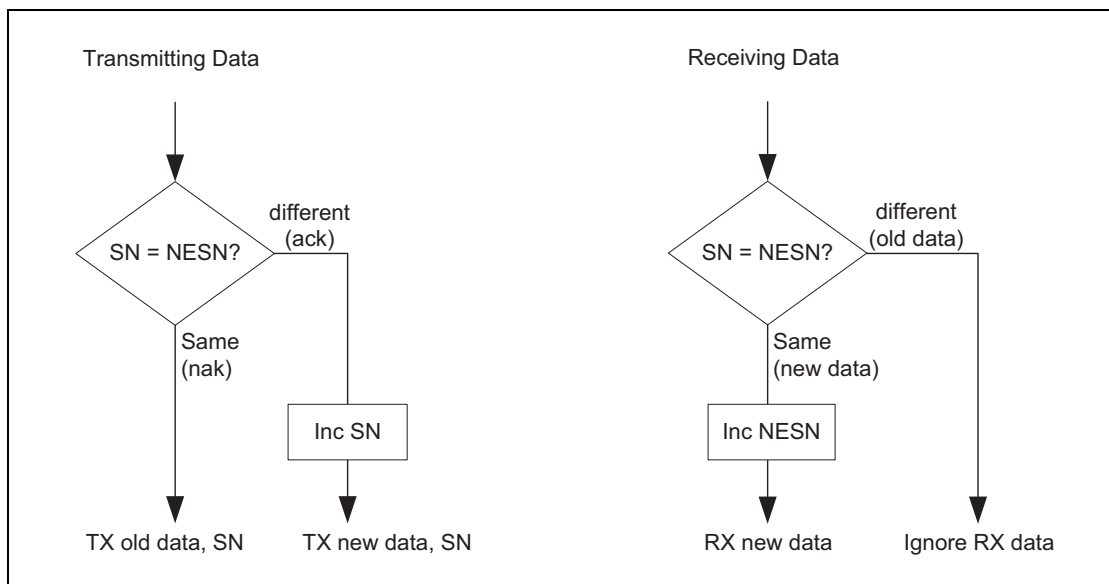 Transmitting Data
SN = NESN?
different
(ack)
Same
(nak)
Inc SN
TX old data, SN
TX new data, SN
Receiving Data
SN = NESN?
different
(old data)
Same
(new data)
Inc NESN
RX new data
Ignore RX data